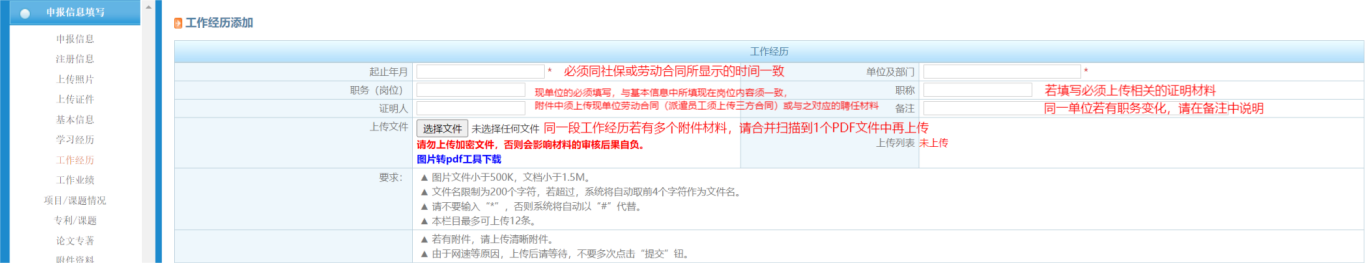 申报信息填写
申报信息
注册信息
上传照片
上传证件
基本信息
学习经历
工作经历
工作业绩
项目/课题情况
专利/课题
论文专著
附件资料
工作经历添加
工作经历
起止年月 * 必须同社保或劳动合同所显示的时间一致 单位及部门 *
职务（岗位） 现单位的必须填写，与基本信息中所填现在岗位内容须一致， 职称 若填写必须上传相关的证明材料
附件中须上传现单位劳动合同（派遣员工须上传三方合同）或与之对应的聘任材料
证明人 备注 同一单位若有职务变化，请在备注中说明
上传文件 选择文件 未选择任何文件 同一段工作经历若有多个附件材料，请合并扫描到1个PDF文件中再上传
请勿上传加密文件，否则会影响材料的审核后果自负。 上传列表 未上传
图片转pdf工具下载
要求： ▲ 图片文件小于500K，文档小于1.5M。
▲ 文件名限制为200个字符，若超过，系统将自动取前4个字符作为文件名。
▲ 请不要输入“*”，否则系统将自动以“#”代替。
▲ 本栏目最多可上传12条。
▲ 若有附件，请上传清晰附件。
▲ 由于网速等原因，上传后请等待，不要多次点击“提交”钮。